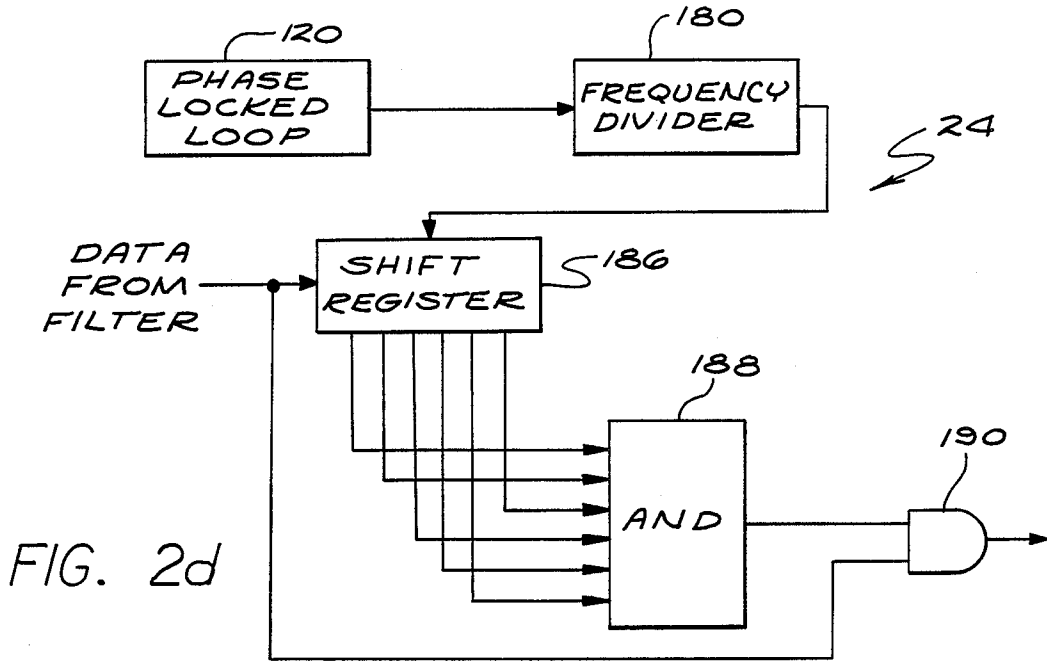 120
PHASE
LOCKED
LOOP
180
FREQUENCY
DIVIDER
24
DATA
FROM
FILTER
SHIFT
REGISTER
186
188
AND
190
FIG. 2d